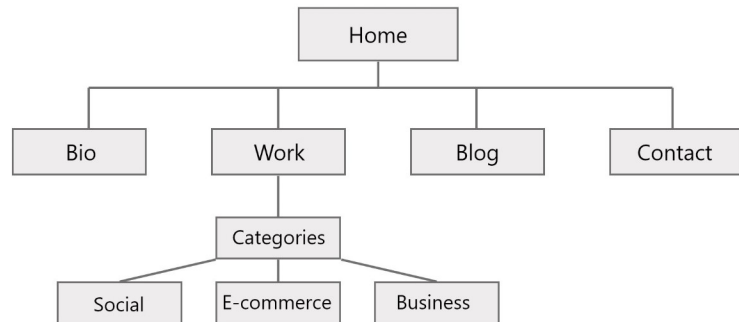 Home
Bio
Work
Blog
Contact
Categories
Social
E-commerce
Business